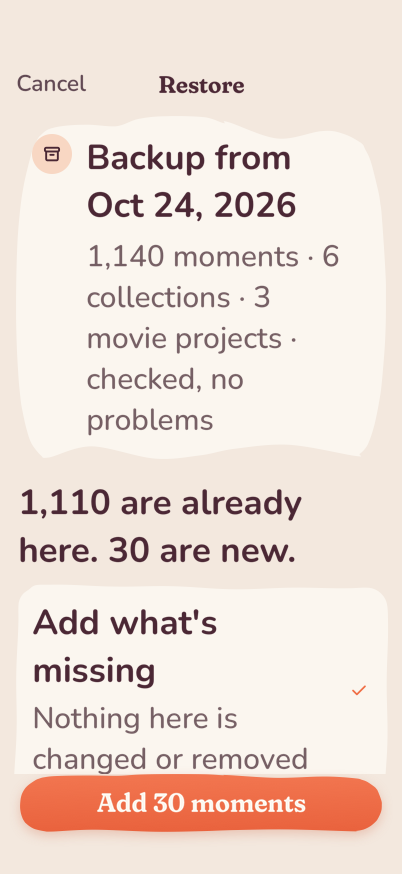 Cancel
Restore
Backup from
Oct 24, 2026
1,140 moments · 6
collections · 3
movie projects ·
checked, no
problems
1,110 are already
here. 30 are new.
Add what's
missing
Nothing here is
changed or removed
Add 30 moments